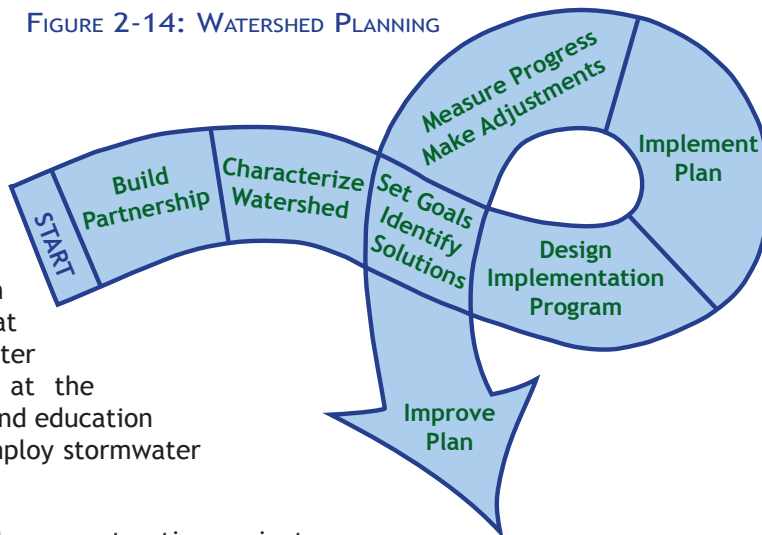 FIGURE 2-14: WATERSHED PLANNING
START
Build
Partnership
Characterize
Watershed
Set Goals
Identify
Solutions
Design
Implementation
Program
Implement
Plan
Measure Progress
Make Adjustments
Improve
Plan
at
ter
at the
nd education
ploy stormwater